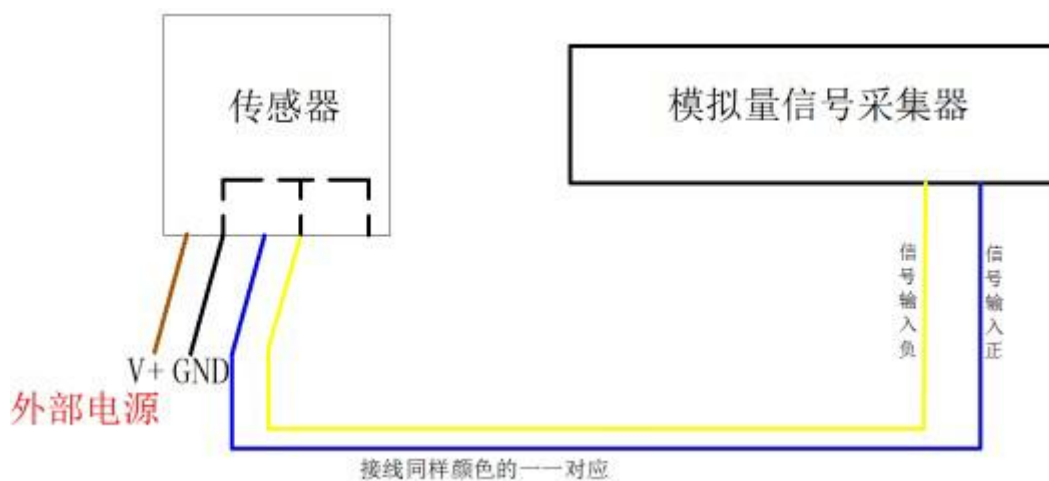 传感器
模拟量信号采集器
信号输入负
信号输入正
V+ GND
外部电源
接线同样颜色的一一对应